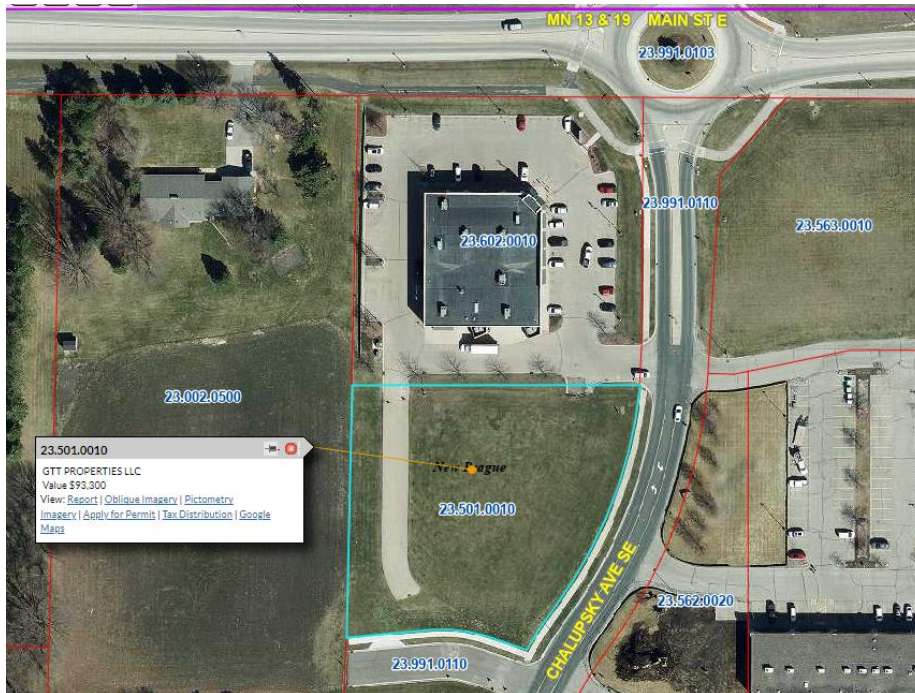 MN 13 & 19 MAIN ST E
23.991.0103
23.991.0110
23.602.0010
23.563.0010
23.002.0500
23.501.0010
GTT PROPERTIES LLC
Value $93,300
View: Report | Oblique Imagery | Pictometry
Imagery | Apply for Permit | Tax Distribution | Google
Maps
New Prague
23.501.0010
CHALUPSKY AVE SE
23.562.0020
23.991.0110